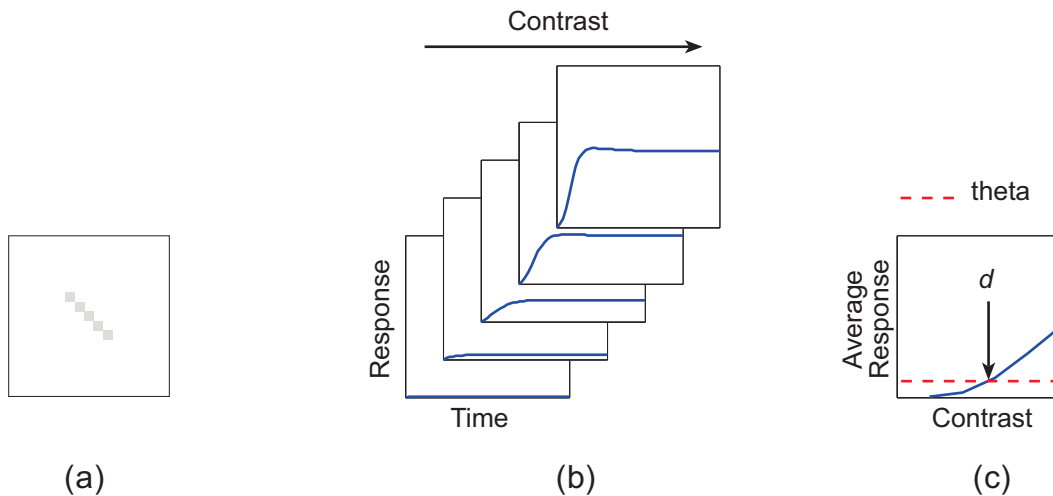 Contrast
Response
Time
theta
d
Average
Response
Contrast
(a)
(b)
(c)